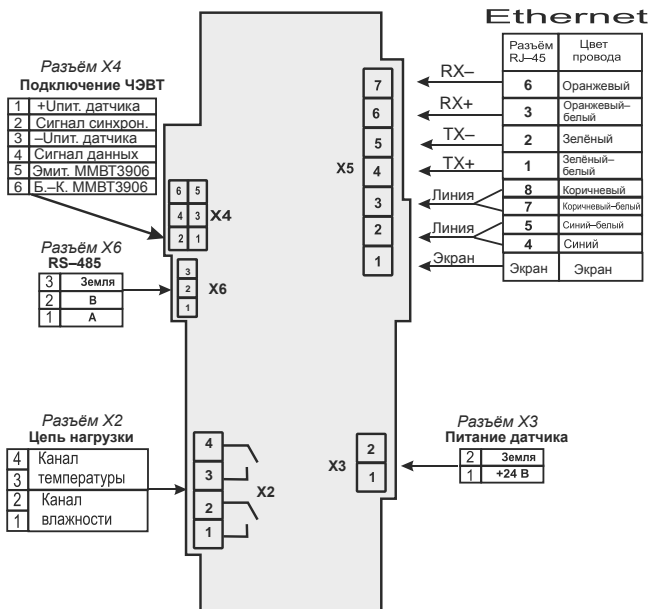 Ethernet
Разъём RJ–45
Цвет провода
6 Оранжевый
3 Оранжевый–белый
2 Зелёный
1 Зелёный–белый
8 Коричневый
7 Коричневый–белый
5 Синий–белый
4 Синий
Экран Экран
RX–
RX+
TX–
TX+
Линия
Линия
Экран
X5
7
6
5
4
3
2
1
Разъём X4
Подключение ЧЭВТ
1 +Uпит. датчика
2 Сигнал синхрон.
3 –Uпит. датчика
4 Сигнал данных
5 Эмит. MMBT3906
6 Б.–К. MMBT3906
6 5
4 3
2 1
X4
Разъём X6
RS–485
3 Земля
2 B
1 A
3
2
1
X6
Разъём X2
Цепь нагрузки
4 Канал
3 температуры
2 Канал
1 влажности
4
3
2
1
X2
X3
2
1
Разъём X3
Питание датчика
2 Земля
1 +24 В